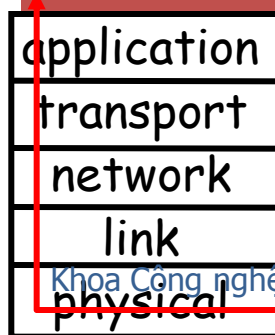 application
transport
network
link
Khoa Công nghệ
physical